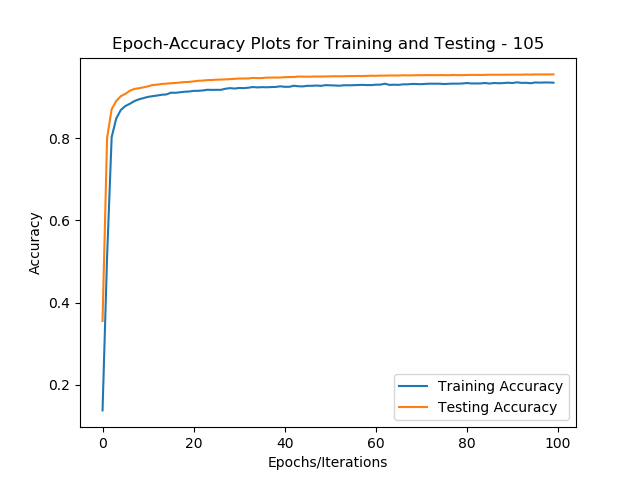 Epoch-Accuracy Plots for Training and Testing - 105
Accuracy
0.8
0.6
0.4
0.2
Training Accuracy
Testing Accuracy
0 20 40 60 80 100
Epochs/Iterations